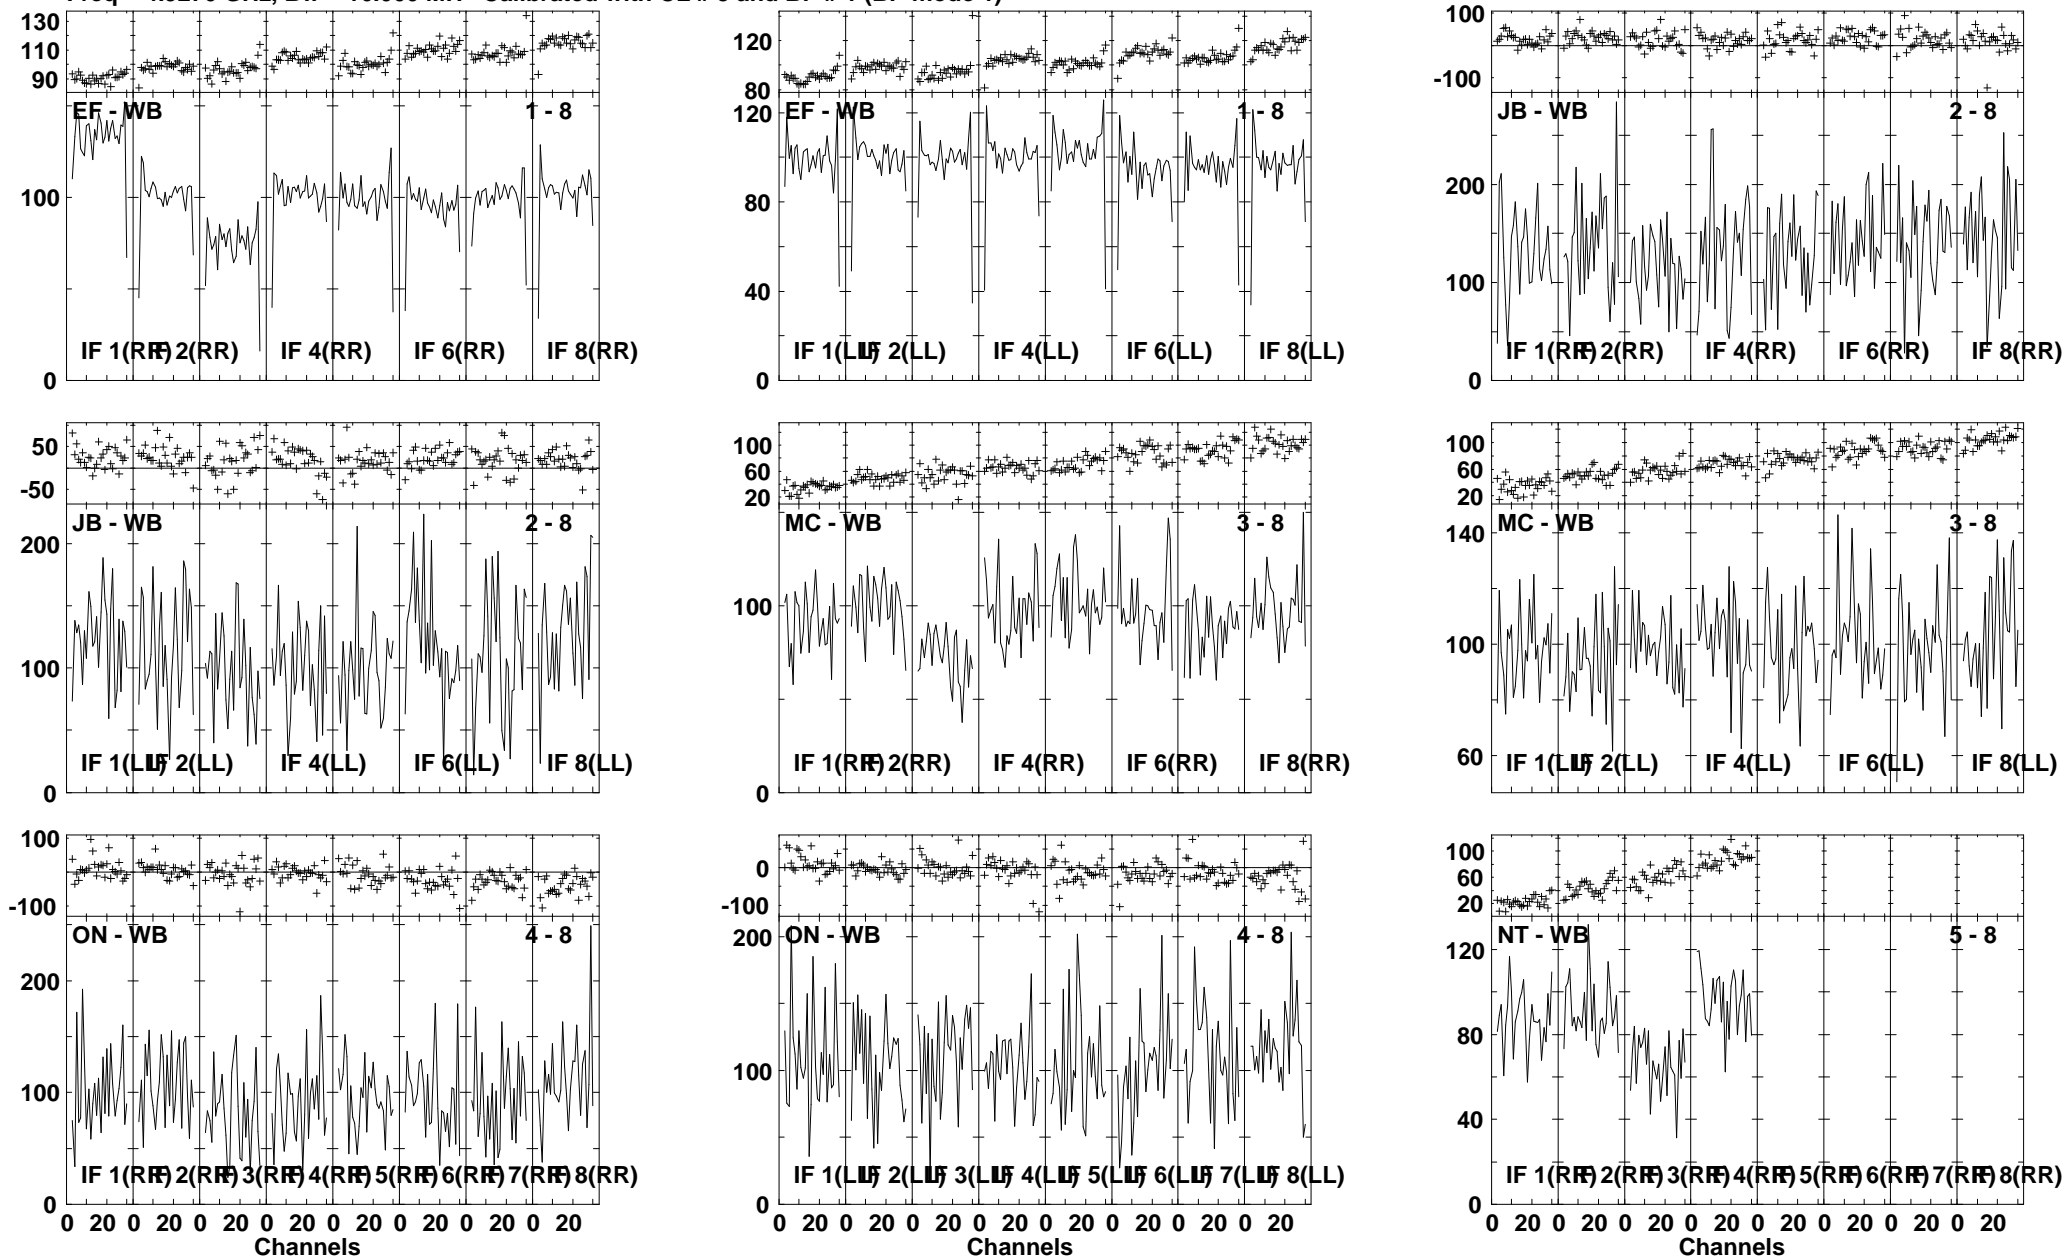 130
110
90
EF - WB 1 - 8
100
0
IF 1(RR) IF 2(RR) IF 4(RR) IF 6(RR) IF 8(RR)
120
80
EF - WB 1 - 8
120
80
40
0
IF 1(LL) IF 2(LL) IF 4(LL) IF 6(LL) IF 8(LL)
100
-100
JB - WB 2 - 8
200
100
0
IF 1(RR) IF 2(RR) IF 4(RR) IF 6(RR) IF 8(RR)
50
-50
JB - WB 2 - 8
200
100
0
IF 1(LL) IF 2(LL) IF 4(LL) IF 6(LL) IF 8(LL)
100
60
20
MC - WB 3 - 8
100
0
IF 1(RR) IF 2(RR) IF 4(RR) IF 6(RR) IF 8(RR)
100
60
20
MC - WB 3 - 8
140
100
60
IF 1(LL) IF 2(LL) IF 4(LL) IF 6(LL) IF 8(LL)
100
-100
ON - WB 4 - 8
200
100
0
IF 1(RR) IF 2(RR) IF 3(RR) IF 4(RR) IF 5(RR) IF 6(RR) IF 7(RR) IF 8(RR)
0 20 0 20 0 20 0 20 0 20 0 20 0 20 0 20
Channels
0
-100
ON - WB 4 - 8
200
100
0
IF 1(LL) IF 2(LL) IF 3(LL) IF 4(LL) IF 5(LL) IF 6(LL) IF 7(LL) IF 8(LL)
0 20 0 20 0 20 0 20 0 20 0 20 0 20 0 20
Channels
100
60
20
NT - WB 5 - 8
120
80
40
0
IF 1(RR) IF 2(RR) IF 3(RR) IF 4(RR) IF 5(RR) IF 6(RR) IF 7(RR) IF 8(RR)
0 20 0 20 0 20 0 20 0 20 0 20 0 20 0 20
Channels